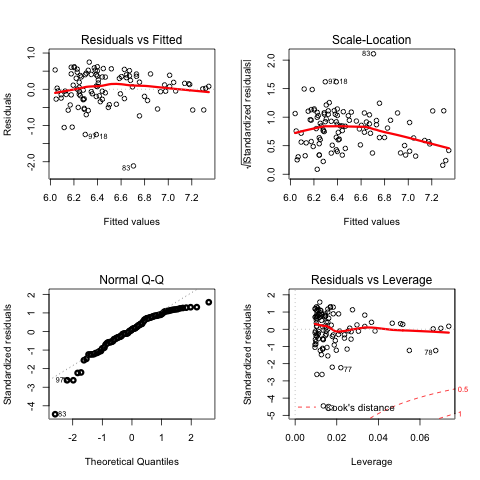 Residuals vs Fitted
Residuals
1.0
0.0
-1.0
-2.0
97
18
83
6.0 6.2 6.4 6.6 6.8 7.0 7.2
Fitted values
Scale-Location
√|Standardized residuals|
2.0
1.5
1.0
0.5
0.0
83
97
18
6.0 6.2 6.4 6.6 6.8 7.0 7.2
Fitted values
Normal Q-Q
Standardized residuals
2
1
0
-1
-2
-3
-4
97
83
-2 -1 0 1 2
Theoretical Quantiles
Residuals vs Leverage
Standardized residuals
2
1
0
-1
-2
-3
-4
-5
78
77
Cook's distance
0.5
1
0.00 0.02 0.04 0.06
Leverage